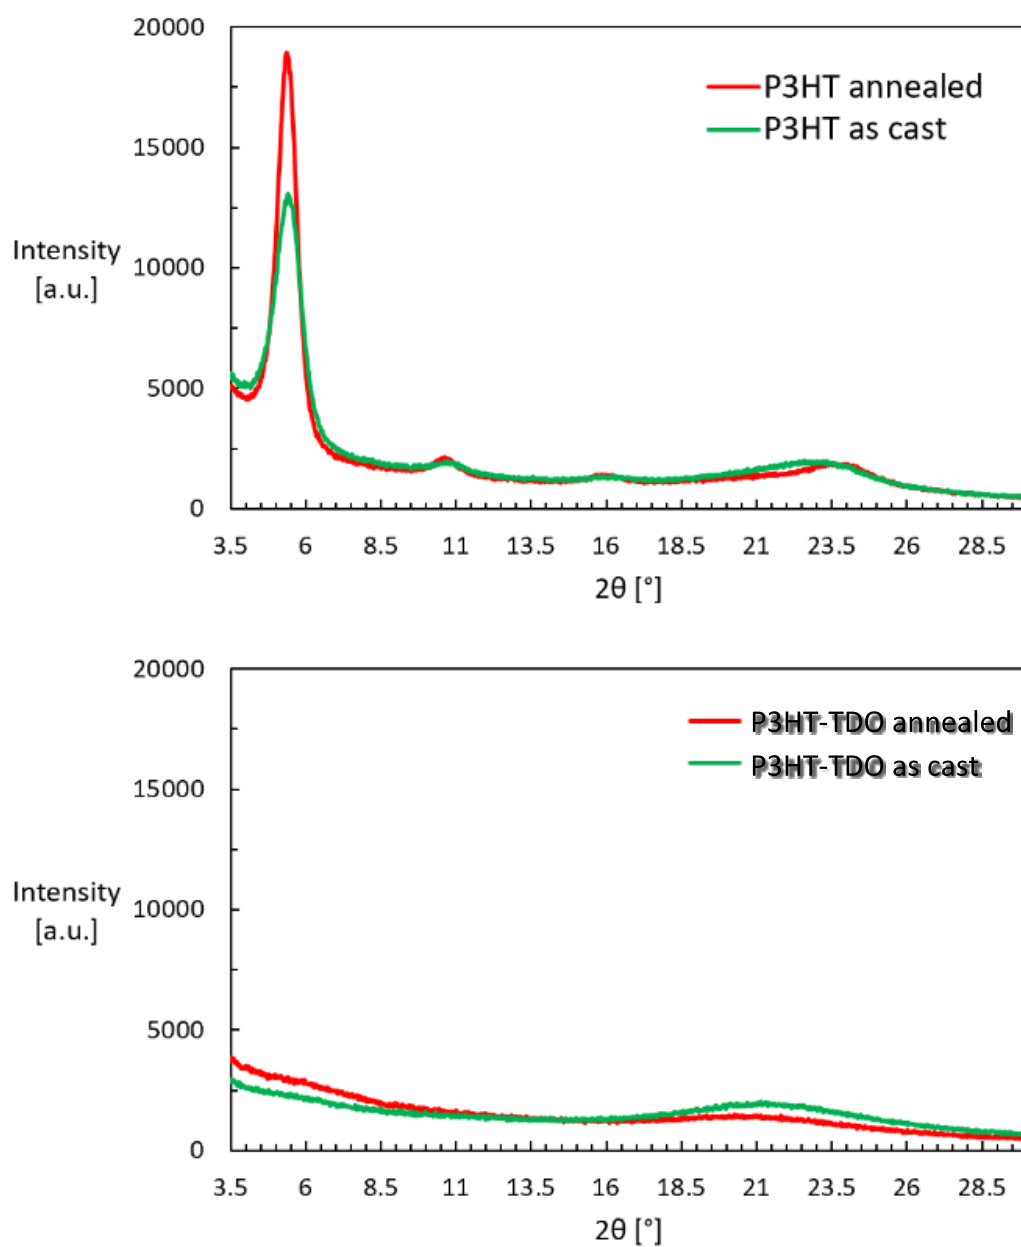 20000
P3HT annealed
P3HT as cast
15000
Intensity
[a.u.]
10000
5000
0
3.5 6 8.5 11 13.5 16 18.5 21 23.5 26 28.5
2θ [°]
20000
P3HT-TDO annealed
P3HT-TDO as cast
15000
Intensity
[a.u.]
10000
5000
0
3.5 6 8.5 11 13.5 16 18.5 21 23.5 26 28.5
2θ [°]